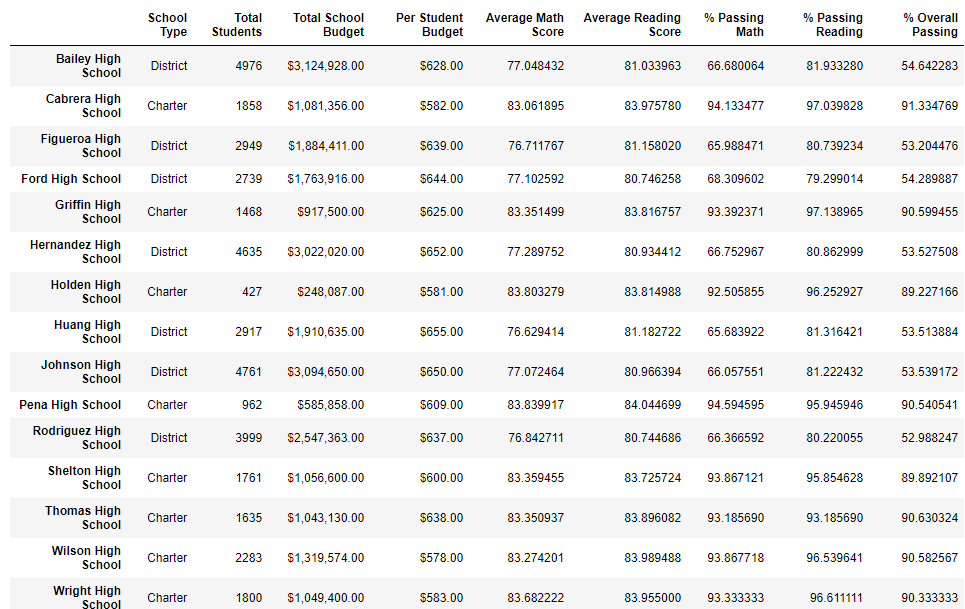 School Type Total Students Total School Budget Per Student Budget Average Math Score Average Reading Score % Passing Math % Passing Reading % Overall Passing
Bailey High School District 4976 $3,124,928.00 $628.00 77.048432 81.033963 66.680064 81.933280 54.642283
Cabrera High School Charter 1858 $1,081,356.00 $582.00 83.061895 83.975780 94.133477 97.039828 91.334769
Figueroa High School District 2949 $1,884,411.00 $639.00 76.711767 81.158020 65.988471 80.739234 53.204476
Ford High School District 2739 $1,763,916.00 $644.00 77.102592 80.746258 68.309602 79.299014 54.289887
Griffin High School Charter 1468 $917,500.00 $625.00 83.351499 83.816757 93.392371 97.138965 90.599455
Hernandez High School District 4635 $3,022,020.00 $652.00 77.289752 80.934412 66.752967 80.862999 53.527508
Holden High School Charter 427 $248,087.00 $581.00 83.803279 83.814988 92.505855 96.252927 89.227166
Huang High School District 2917 $1,910,635.00 $655.00 76.629414 81.182722 65.683922 81.316421 53.513884
Johnson High School District 4761 $3,094,650.00 $650.00 77.072464 80.966394 66.057551 81.222432 53.539172
Pena High School Charter 962 $585,858.00 $609.00 83.839917 84.044699 94.594595 95.945946 90.540541
Rodriguez High School District 3999 $2,547,363.00 $637.00 76.842711 80.744686 66.366592 80.220055 52.988247
Shelton High School Charter 1761 $1,056,600.00 $600.00 83.359455 83.725724 93.867121 95.854628 89.892107
Thomas High School Charter 1635 $1,043,130.00 $638.00 83.350937 83.896082 93.185690 93.185690 90.630324
Wilson High School Charter 2283 $1,319,574.00 $578.00 83.274201 83.989488 93.867718 96.539641 90.582567
Wright High School Charter 1800 $1,049,400.00 $583.00 83.682222 83.955000 93.333333 96.611111 90.333333